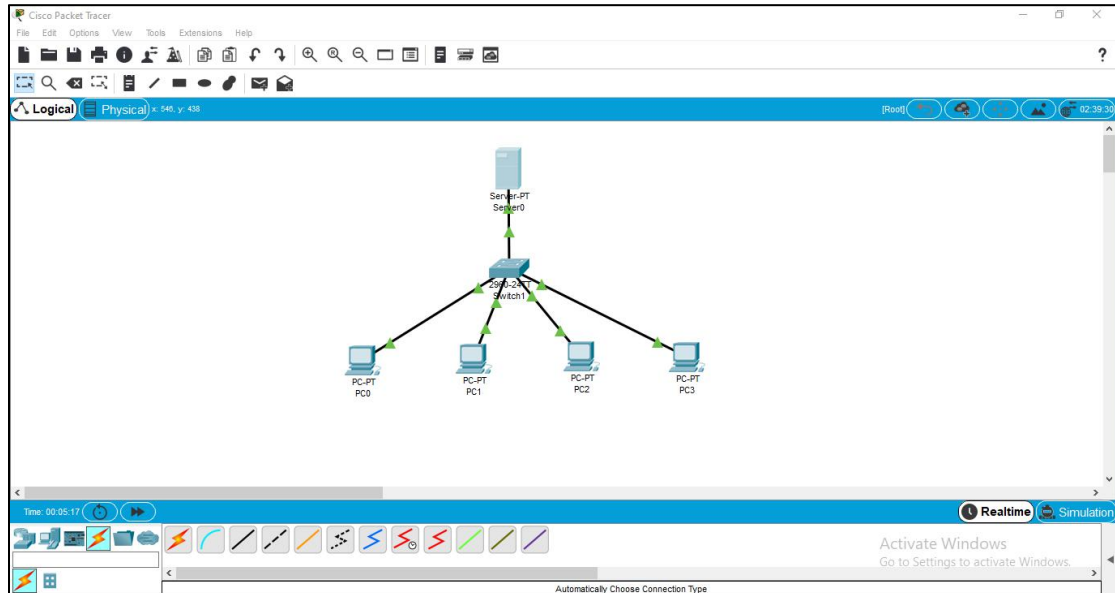 Cisco Packet Tracer
File Edit Options View Tools Extensions Help
?
Logical Physical x: 546, y: 438 [Root] 02:39:30
Server-PT
Server0
2960-24TT
Switch1
PC-PT
PC0
PC-PT
PC1
PC-PT
PC2
PC-PT
PC3
Time: 00:05:17 Realtime Simulation
Activate Windows
Go to Settings to activate Windows.
Automatically Choose Connection Type